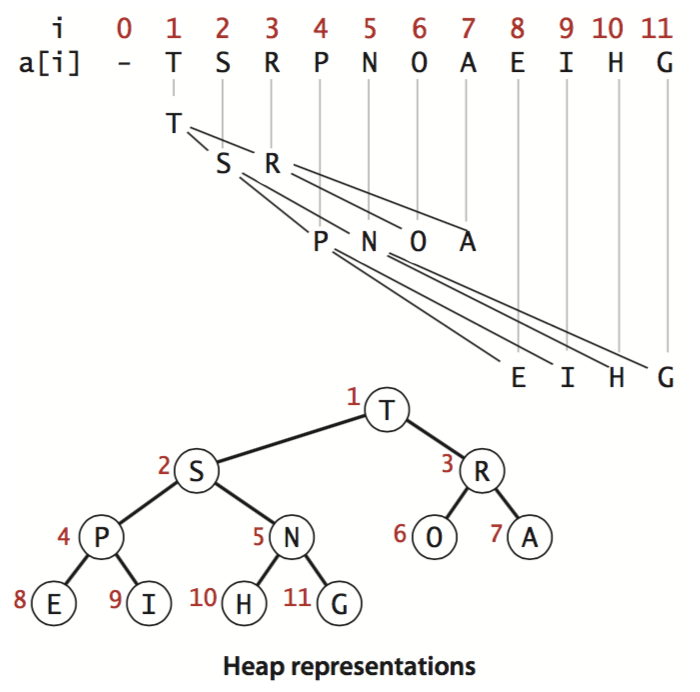 i 0 1 2 3 4 5 6 7 8 9 10 11
a[i] - T S R P N O A E I H G
T
S R
P N O A
E I H G
1 T
2 S 3 R
4 P 5 N 6 O 7 A
8 E 9 I 10 H 11 G
Heap representations